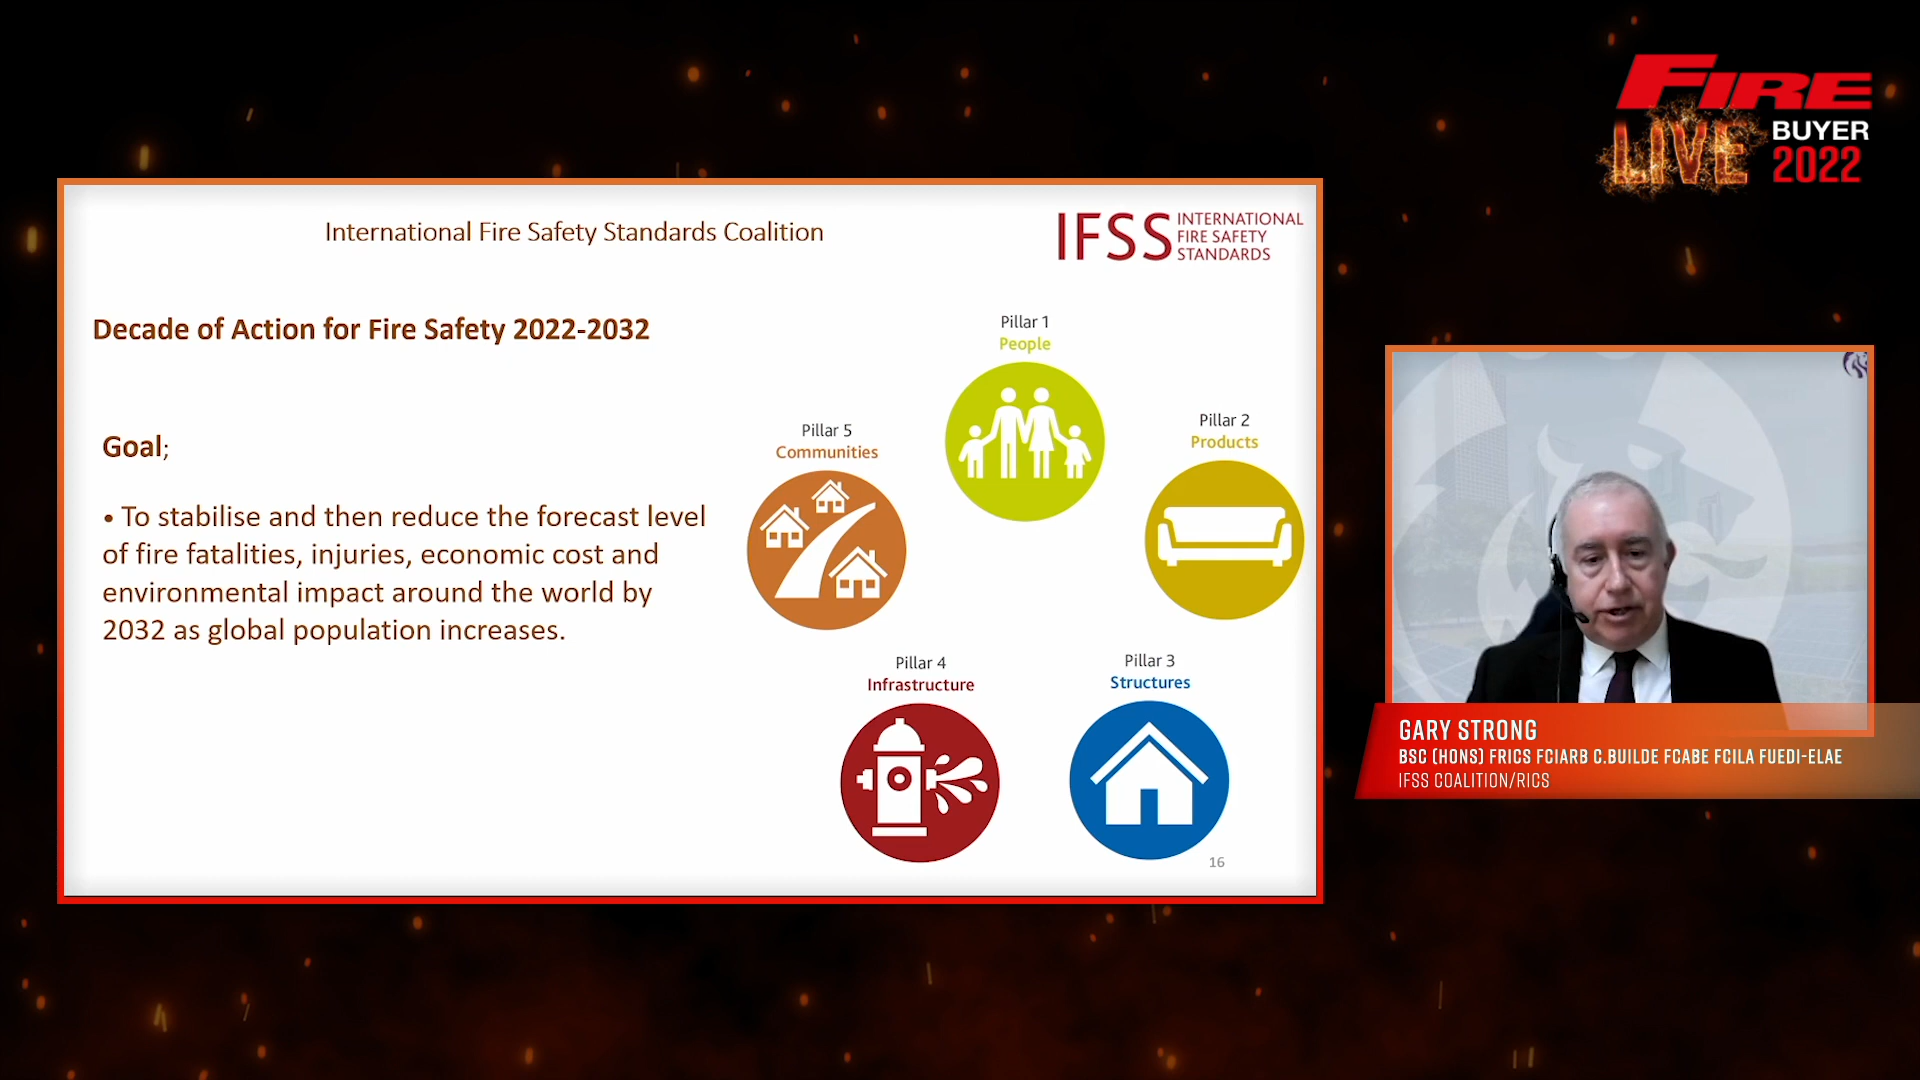 FIRE
LIVE
BUYER
2022
International Fire Safety Standards Coalition
IFSS
INTERNATIONAL
FIRE SAFETY
STANDARDS
Decade of Action for Fire Safety 2022-2032
Goal;
• To stabilise and then reduce the forecast level
of fire fatalities, injuries, economic cost and
environmental impact around the world by
2032 as global population increases.
Pillar 1
People
Pillar 2
Products
Pillar 3
Structures
Pillar 4
Infrastructure
Pillar 5
Communities
16
GARY STRONG
BSC (HONS) FRICS FCIARB C.BUILDE FCABE FCILA FUEDI-ELAE
IFSS COALITION/RICS